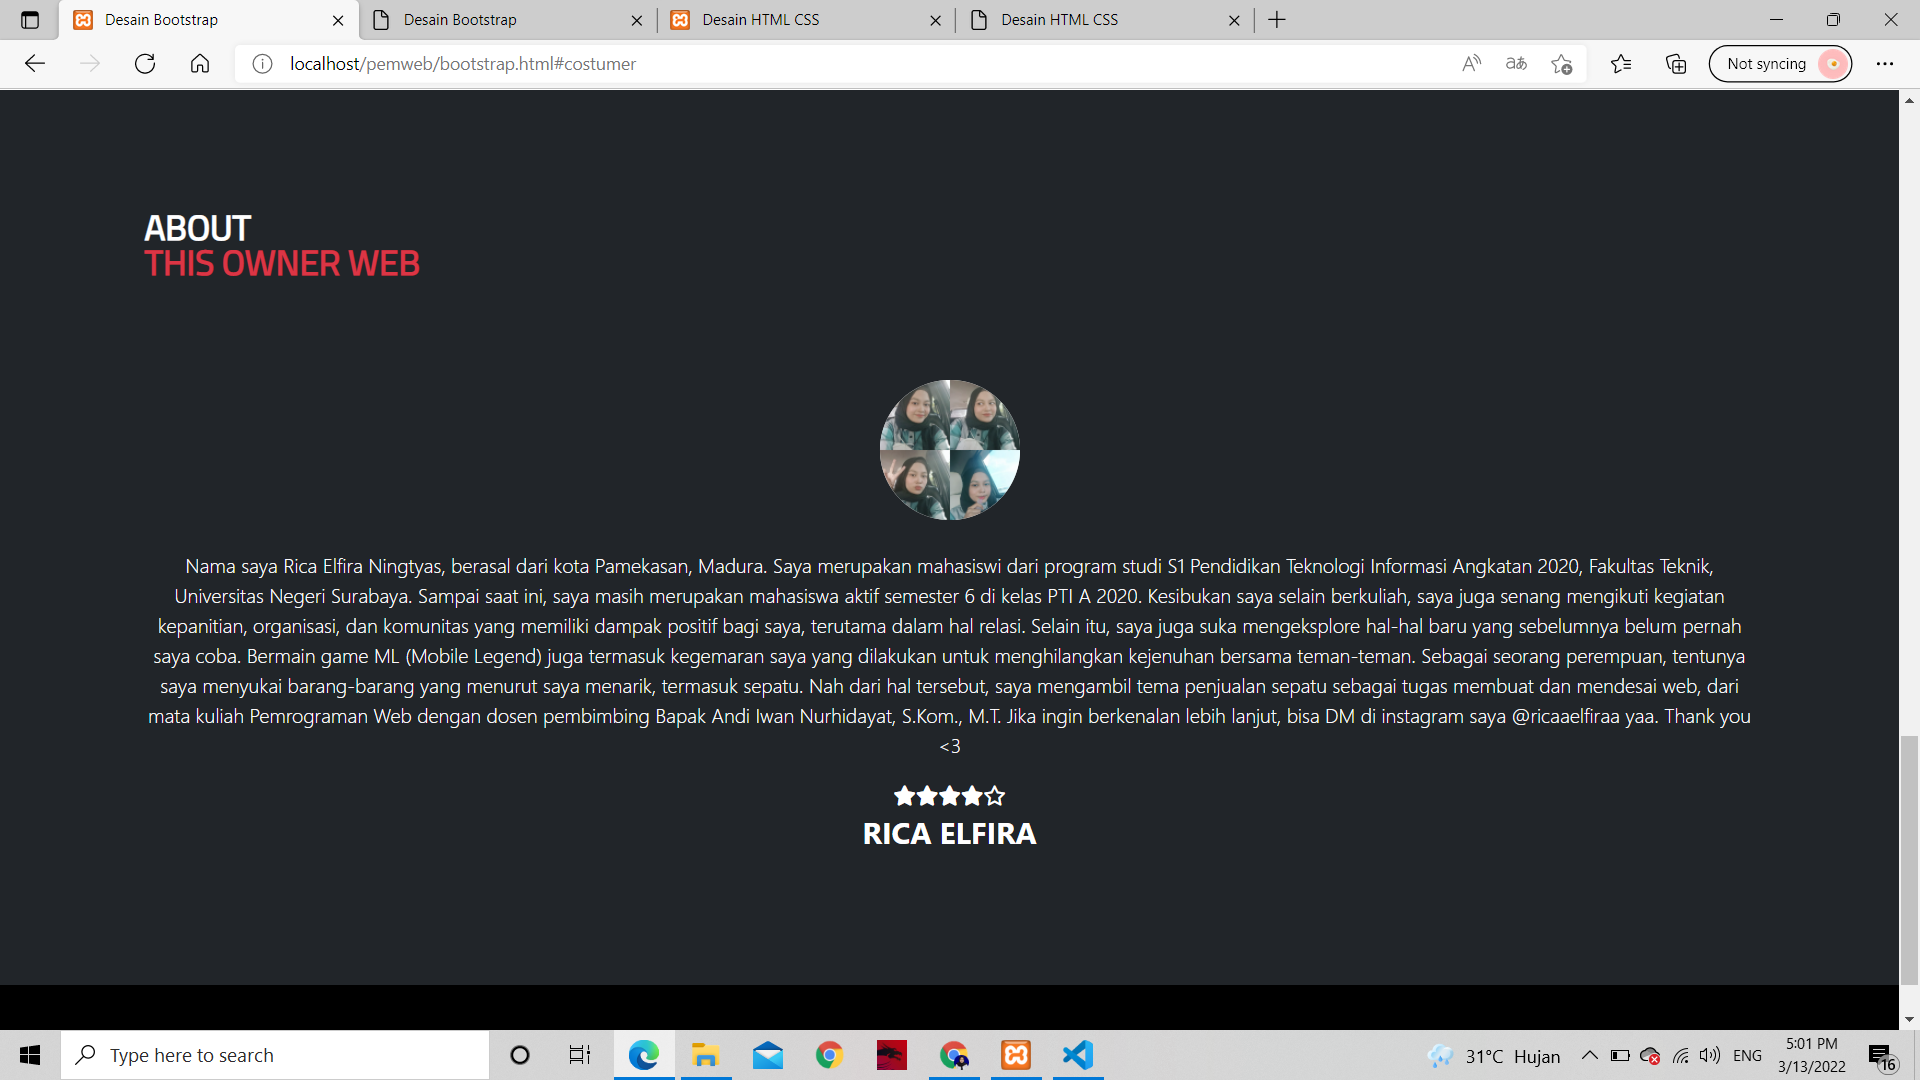 Desain Bootstrap
Desain Bootstrap
Desain HTML CSS
Desain HTML CSS
localhost/pemweb/bootstrap.html#costumer
Not syncing
ABOUT
THIS OWNER WEB
Nama saya Rica Elfira Ningtyas, berasal dari kota Pamekasan, Madura. Saya merupakan mahasiswi dari program studi S1 Pendidikan Teknologi Informasi Angkatan 2020, Fakultas Teknik,
Universitas Negeri Surabaya. Sampai saat ini, saya masih merupakan mahasiswa aktif semester 6 di kelas PTI A 2020. Kesibukan saya selain berkuliah, saya juga senang mengikuti kegiatan
kepanitian, organisasi, dan komunitas yang memiliki dampak positif bagi saya, terutama dalam hal relasi. Selain itu, saya juga suka mengeksplore hal-hal baru yang sebelumnya belum pernah
saya coba. Bermain game ML (Mobile Legend) juga termasuk kegemaran saya yang dilakukan untuk menghilangkan kejenuhan bersama teman-teman. Sebagai seorang perempuan, tentunya
saya menyukai barang-barang yang menurut saya menarik, termasuk sepatu. Nah dari hal tersebut, saya mengambil tema penjualan sepatu sebagai tugas membuat dan mendesai web, dari
mata kuliah Pemrograman Web dengan dosen pembimbing Bapak Andi Iwan Nurhidayat, S.Kom., M.T. Jika ingin berkenalan lebih lanjut, bisa DM di instagram saya @ricaaelfiraa yaa. Thank you
<3
RICA ELFIRA
Type here to search
31°C Hujan
ENG
5:01 PM
3/13/2022
16